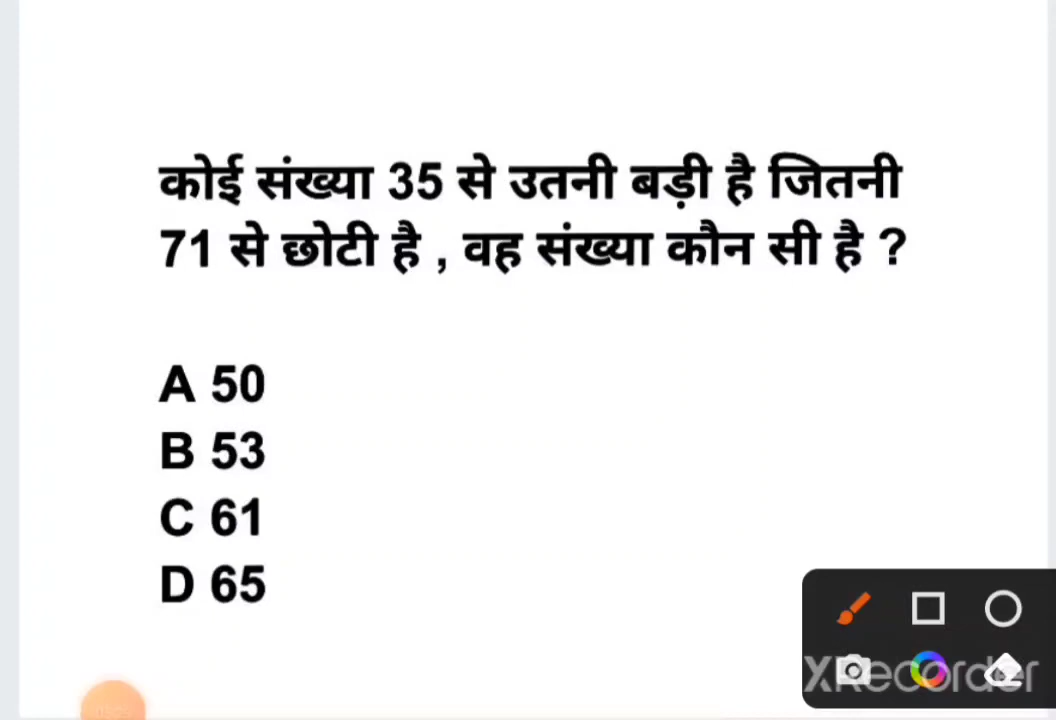 कोई संख्या 35 से उतनी बड़ी है जितनी
71 से छोटी है , वह संख्या कौन सी है ?
A 50
B 53
C 61
D 65
XRecorder